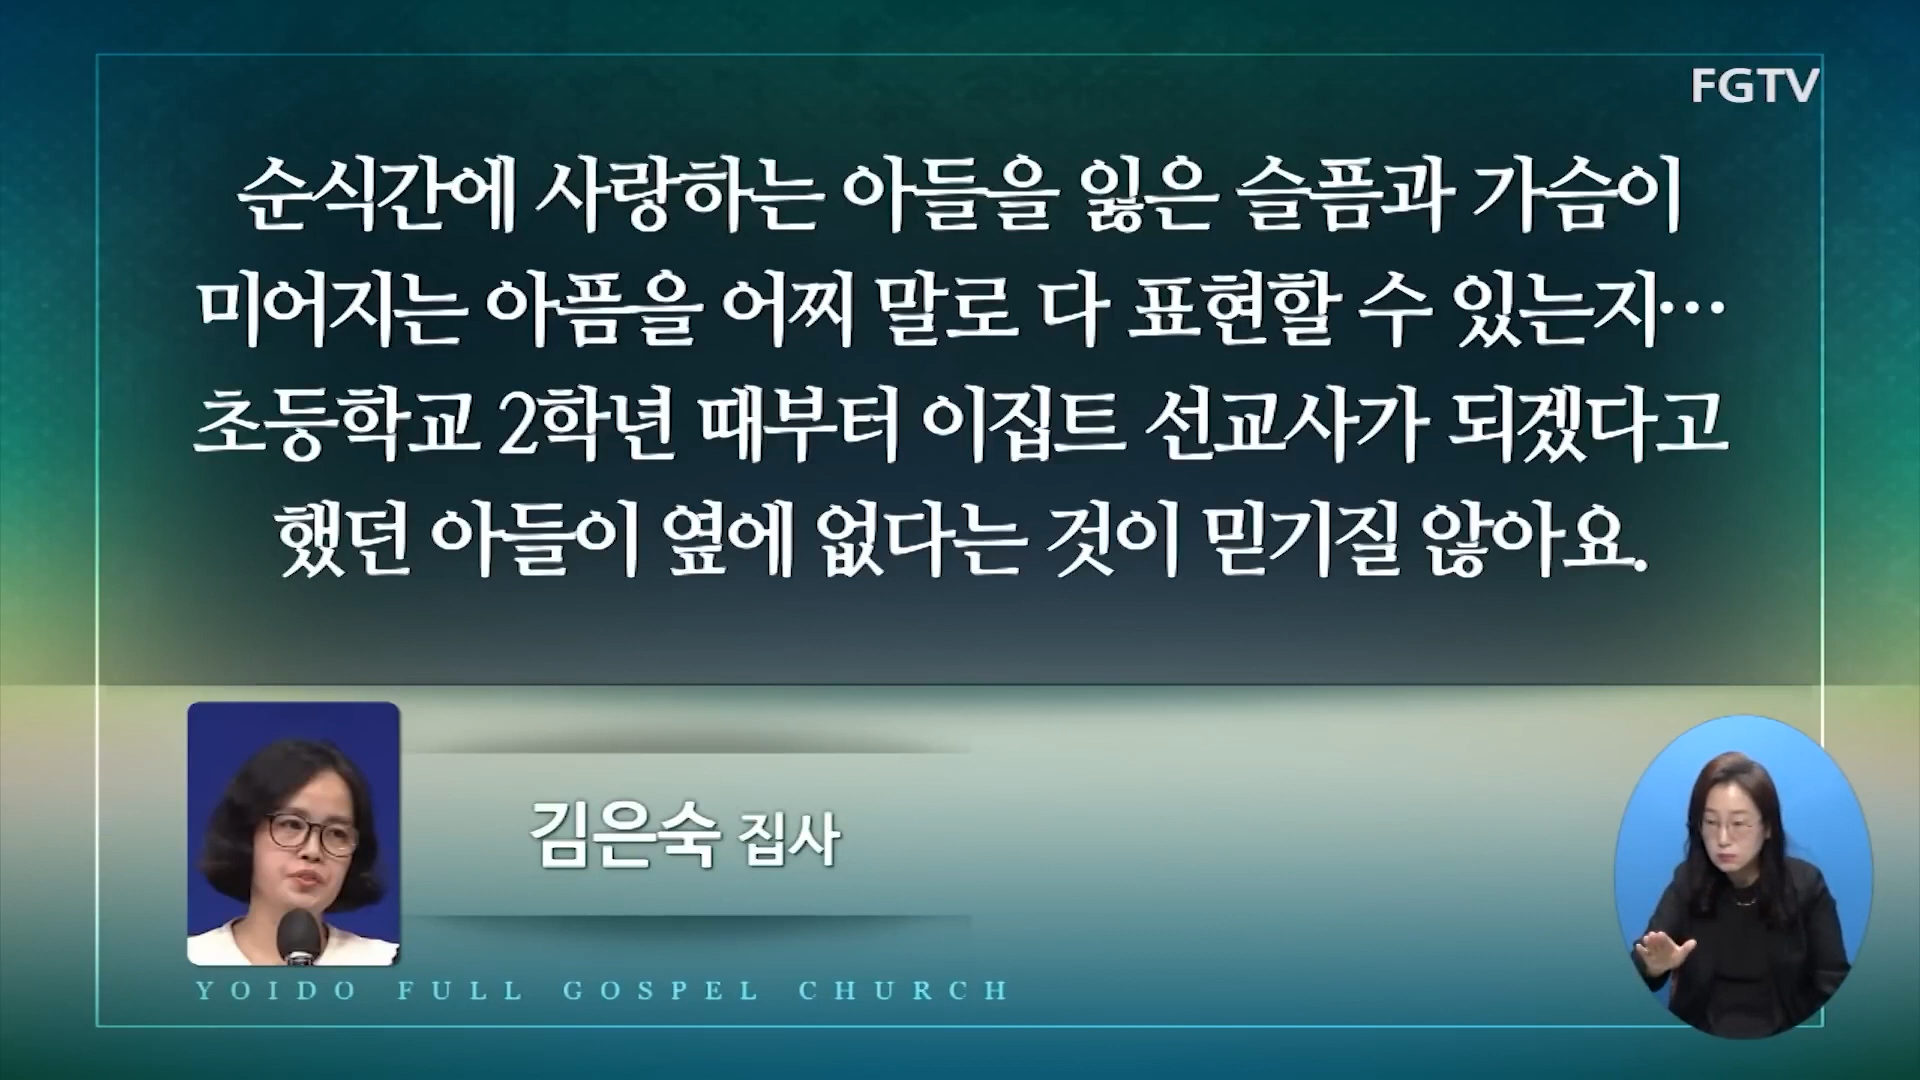 FGTV
순식간에 사랑하는 아들을 잃은 슬픔과 가슴이
미어지는 아픔을 어찌 말로 다 표현할 수 있는지…
초등학교 2학년 때부터 이집트 선교사가 되겠다고
했던 아들이 옆에 없다는 것이 믿기질 않아요.
김은숙 집사
YOIDO FULL GOSPEL CHURCH